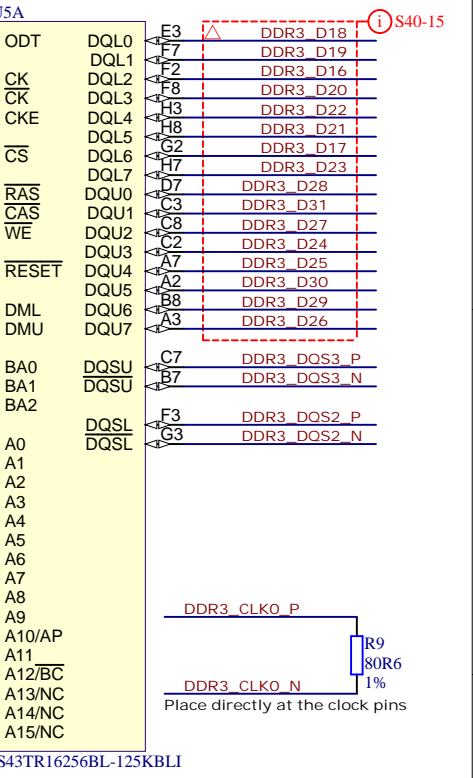 U5A
S40-15
ODT DQL0 E3 DDR3_D18
DQL1 F7 DDR3_D19
CK DQL2 F2 DDR3_D16
CK DQL3 F8 DDR3_D20
CKE DQL4 H3 DDR3_D22
DQL5 H8 DDR3_D21
CS DQL6 G2 DDR3_D17
DQL7 H7 DDR3_D23
RAS DQU0 D7 DDR3_D28
CAS DQU1 C3 DDR3_D31
WE DQU2 C8 DDR3_D27
DQU3 C2 DDR3_D24
RESET DQU4 A7 DDR3_D25
DQU5 A2 DDR3_D30
DML DQU6 B8 DDR3_D29
DMU DQU7 A3 DDR3_D26
BA0 DQSU C7 DDR3_DQS3_P
BA1 DQSU B7 DDR3_DQS3_N
BA2
DQSL F3 DDR3_DQS2_P
A0 DQSL G3 DDR3_DQS2_N
A1
A2
A3
A4
A5
A6
A7
A8
A9 DDR3_CLK0_P
A10/AP R9
A11 80R6
A12/BC 1%
A13/NC DDR3_CLK0_N
A14/NC Place directly at the clock pins
A15/NC
S43TR16256BL-125KBLI